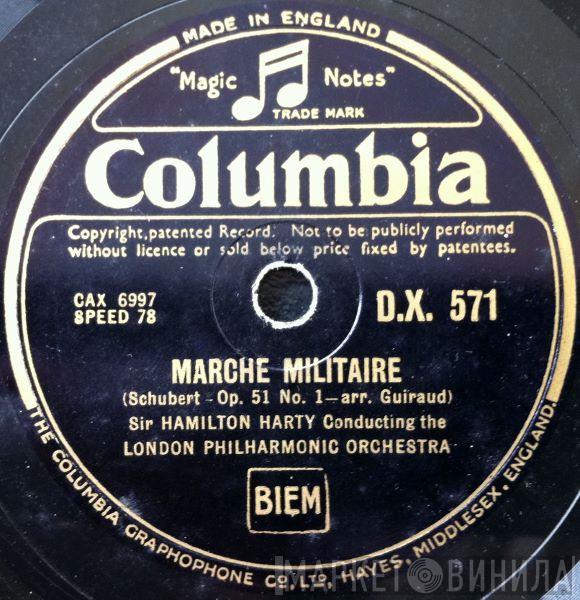 MADE IN ENGLAND
"Magic Notes"
TRADE MARK
Columbia
Copyright, patented Record. Not to be publicly performed
without licence or sold below price fixed by patentees.
CAX 6997
SPEED 78
D.X. 571
MARCHE MILITAIRE
(Schubert - Op. 51 No. 1—arr. Guiraud)
Sir HAMILTON HARTY Conducting the
LONDON PHILHARMONIC ORCHESTRA
BIEM
THE COLUMBIA GRAPHOPHONE CO, LTD, HAYES, MIDDLESEX, ENGLAND.
МАРКЕТ ВИНИЛА